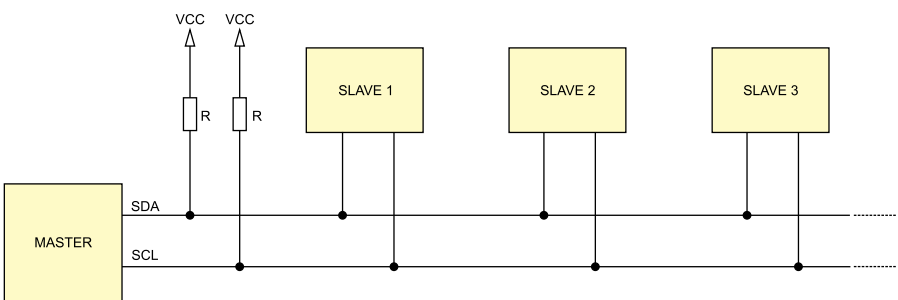 VCC VCC
SLAVE 1 SLAVE 2 SLAVE 3
R R
SDA
MASTER
SCL